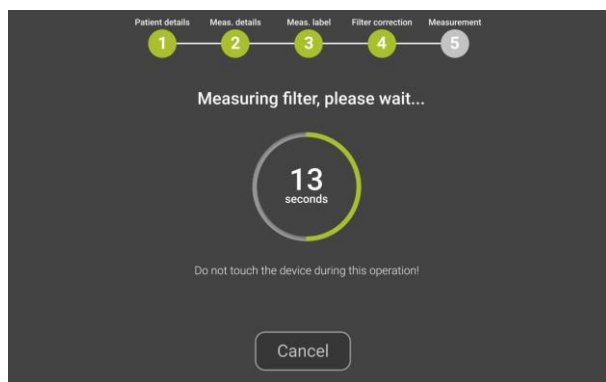 Patient details Meas. details Meas. label Filter correction Measurement
1 2 3 4 5
Measuring filter, please wait...
13
seconds
Do not touch the device during this operation!
Cancel